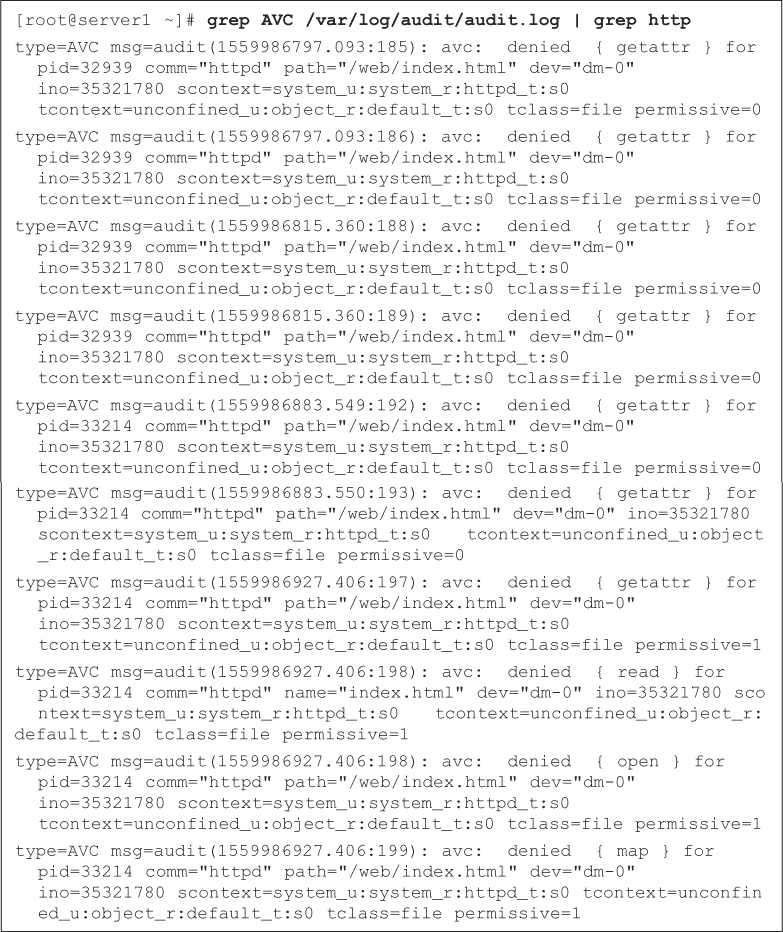 [root@server1 ~]# grep AVC /var/log/audit/audit.log | grep http
type=AVC msg=audit(1559986797.093:185): avc:  denied  { getattr } for
pid=32939 comm="httpd" path="/web/index.html" dev="dm-0"
ino=35321780 scontext=system_u:system_r:httpd_t:s0
tcontext=unconfined_u:object_r:default_t:s0 tclass=file permissive=0
type=AVC msg=audit(1559986797.093:186): avc:  denied  { getattr } for
pid=32939 comm="httpd" path="/web/index.html" dev="dm-0"
ino=35321780 scontext=system_u:system_r:httpd_t:s0
tcontext=unconfined_u:object_r:default_t:s0 tclass=file permissive=0
type=AVC msg=audit(1559986815.360:188): avc:  denied  { getattr } for
pid=32939 comm="httpd" path="/web/index.html" dev="dm-0"
ino=35321780 scontext=system_u:system_r:httpd_t:s0
tcontext=unconfined_u:object_r:default_t:s0 tclass=file permissive=0
type=AVC msg=audit(1559986815.360:189): avc:  denied  { getattr } for
pid=32939 comm="httpd" path="/web/index.html" dev="dm-0"
ino=35321780 scontext=system_u:system_r:httpd_t:s0
tcontext=unconfined_u:object_r:default_t:s0 tclass=file permissive=0
type=AVC msg=audit(1559986883.549:192): avc:  denied  { getattr } for
pid=33214 comm="httpd" path="/web/index.html" dev="dm-0"
ino=35321780 scontext=system_u:system_r:httpd_t:s0
tcontext=unconfined_u:object_r:default_t:s0 tclass=file permissive=0
type=AVC msg=audit(1559986883.550:193): avc:  denied  { getattr } for
pid=33214 comm="httpd" path="/web/index.html" dev="dm-0" ino=35321780
scontext=system_u:system_r:httpd_t:s0   tcontext=unconfined_u:object
_r:default_t:s0 tclass=file permissive=0
type=AVC msg=audit(1559986927.406:197): avc:  denied  { getattr } for
pid=33214 comm="httpd" path="/web/index.html" dev="dm-0"
ino=35321780 scontext=system_u:system_r:httpd_t:s0
tcontext=unconfined_u:object_r:default_t:s0 tclass=file permissive=1
type=AVC msg=audit(1559986927.406:198): avc:  denied  { read } for
pid=33214 comm="httpd" name="index.html" dev="dm-0" ino=35321780 sco
ntext=system_u:system_r:httpd_t:s0   tcontext=unconfined_u:object_r:
default_t:s0 tclass=file permissive=1
type=AVC msg=audit(1559986927.406:198): avc:  denied  { open } for
pid=33214 comm="httpd" path="/web/index.html" dev="dm-0"
ino=35321780 scontext=system_u:system_r:httpd_t:s0
tcontext=unconfined_u:object_r:default_t:s0 tclass=file permissive=1
type=AVC msg=audit(1559986927.406:199): avc:  denied  { map } for
pid=33214 comm="httpd" path="/web/index.html" dev="dm-0"
ino=35321780 scontext=system_u:system_r:httpd_t:s0 tcontext=unconfin
ed_u:object_r:default_t:s0 tclass=file permissive=1